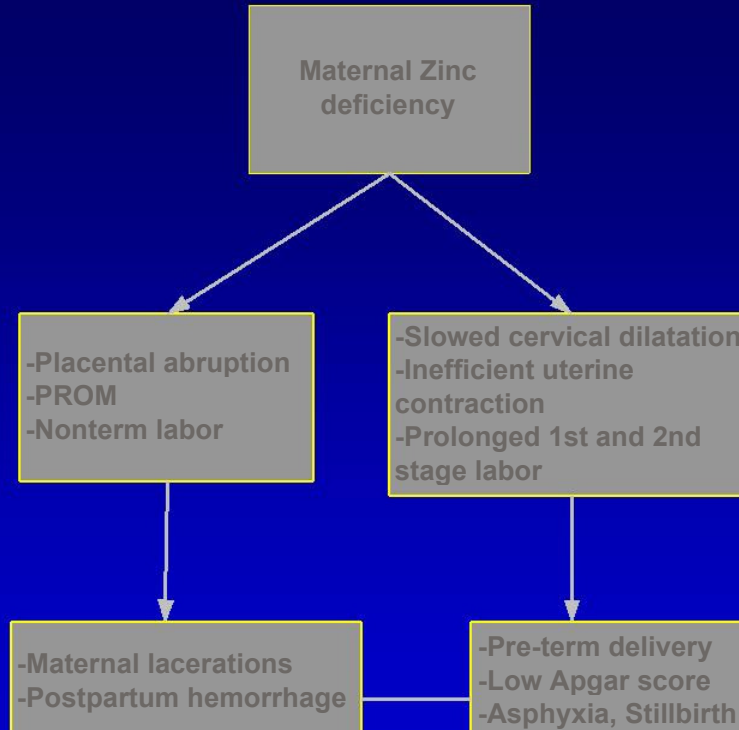 Maternal Zinc
deficiency
-Placental abruption
-PROM
-Nonterm labor
-Slowed cervical dilatation
-Inefficient uterine
contraction
-Prolonged 1st and 2nd
stage labor
-Maternal lacerations
-Postpartum hemorrhage
-Pre-term delivery
-Low Apgar score
-Asphyxia, Stillbirth